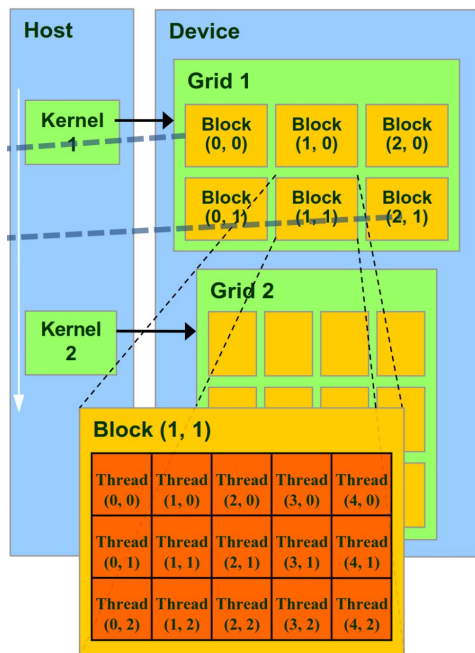 Host
Device
Grid 1
Kernel
1
Block
(0, 0)
Block
(1, 0)
Block
(2, 0)
Block
(0, 1)
Block
(1, 1)
Block
(2, 1)
Grid 2
Kernel
2
Block (1, 1)
Thread
(0, 0)
Thread
(1, 0)
Thread
(2, 0)
Thread
(3, 0)
Thread
(4, 0)
Thread
(0, 1)
Thread
(1, 1)
Thread
(2, 1)
Thread
(3, 1)
Thread
(4, 1)
Thread
(0, 2)
Thread
(1, 2)
Thread
(2, 2)
Thread
(3, 2)
Thread
(4, 2)